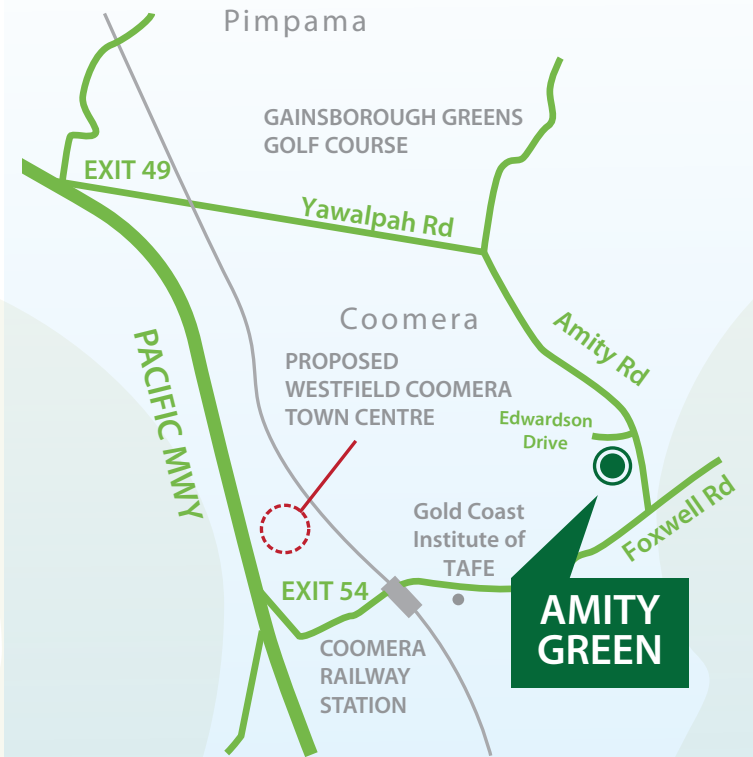 Pimpama
GAINSBOROUGH GREENS
GOLF COURSE
EXIT 49
Yawalpah Rd
Coomera
Amity Rd
PROPOSED
WESTFIELD COOMERA
TOWN CENTRE
PACIFIC MWY
Edwardson
Drive
Gold Coast
Institute of
TAFE
Foxwell Rd
EXIT 54
AMITY
GREEN
COOMERA
RAILWAY
STATION